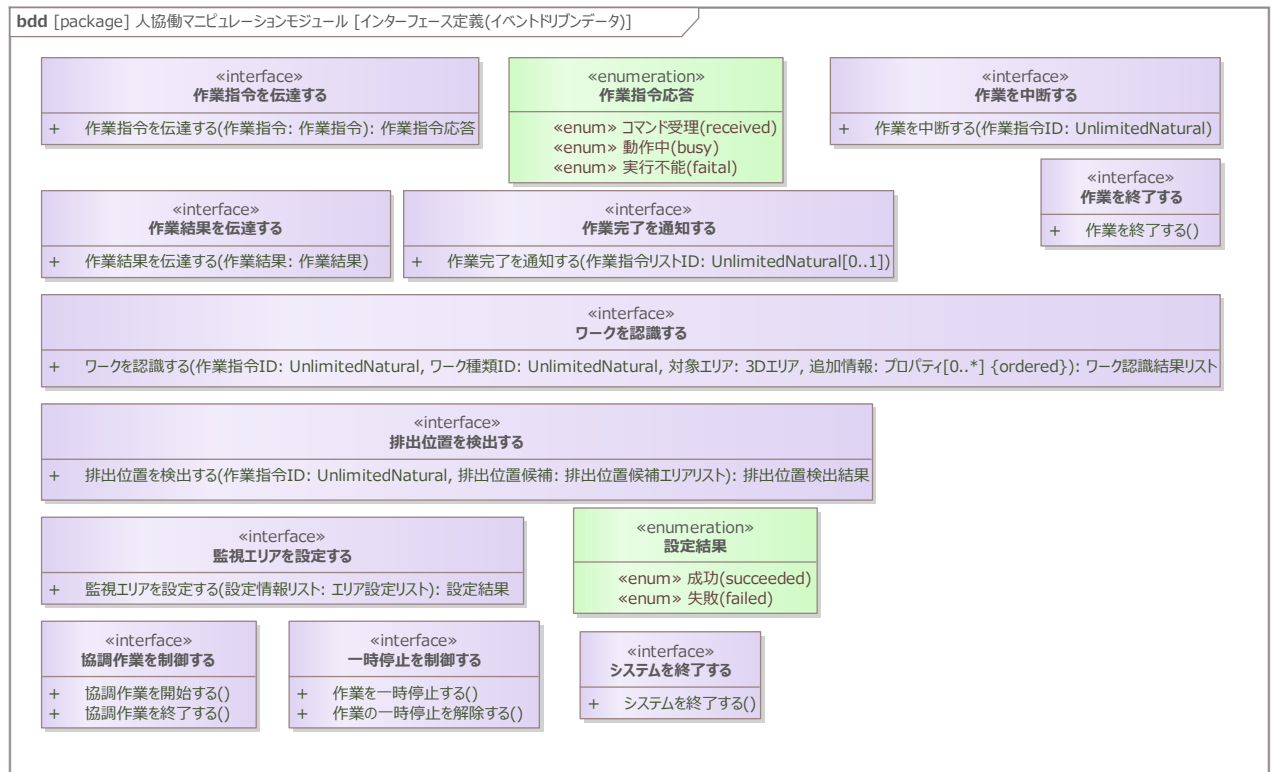 bdd [package] 人協働マニピュレーションモジュール [インターフェース定義(イベントドリブンデータ)]
«interface»
作業指令を伝達する
+ 作業指令を伝達する(作業指令: 作業指令): 作業指令応答
«enumeration»
作業指令応答
«enum» コマンド受理(received)
«enum» 動作中(busy)
«enum» 実行不能(faital)
«interface»
作業を中断する
+ 作業を中断する(作業指令ID: UnlimitedNatural)
«interface»
作業を終了する
+ 作業を終了する()
«interface»
作業結果を伝達する
+ 作業結果を伝達する(作業結果: 作業結果)
«interface»
作業完了を通知する
+ 作業完了を通知する(作業指令リストID: UnlimitedNatural[0..1])
«interface»
ワークを認識する
+ ワークを認識する(作業指令ID: UnlimitedNatural, ワーク種類ID: UnlimitedNatural, 対象エリア: 3Dエリア, 追加情報: プロパティ[0..*] {ordered}): ワーク認識結果リスト
«interface»
排出位置を検出する
+ 排出位置を検出する(作業指令ID: UnlimitedNatural, 排出位置候補: 排出位置候補エリアリスト): 排出位置検出結果
«interface»
監視エリアを設定する
+ 監視エリアを設定する(設定情報リスト: エリア設定リスト): 設定結果
«enumeration»
設定結果
«enum» 成功(succeeded)
«enum» 失敗(failed)
«interface»
協調作業を制御する
+ 協調作業を開始する()
+ 協調作業を終了する()
«interface»
一時停止を制御する
+ 作業を一時停止する()
+ 作業の一時停止を解除する()
«interface»
システムを終了する
+ システムを終了する()